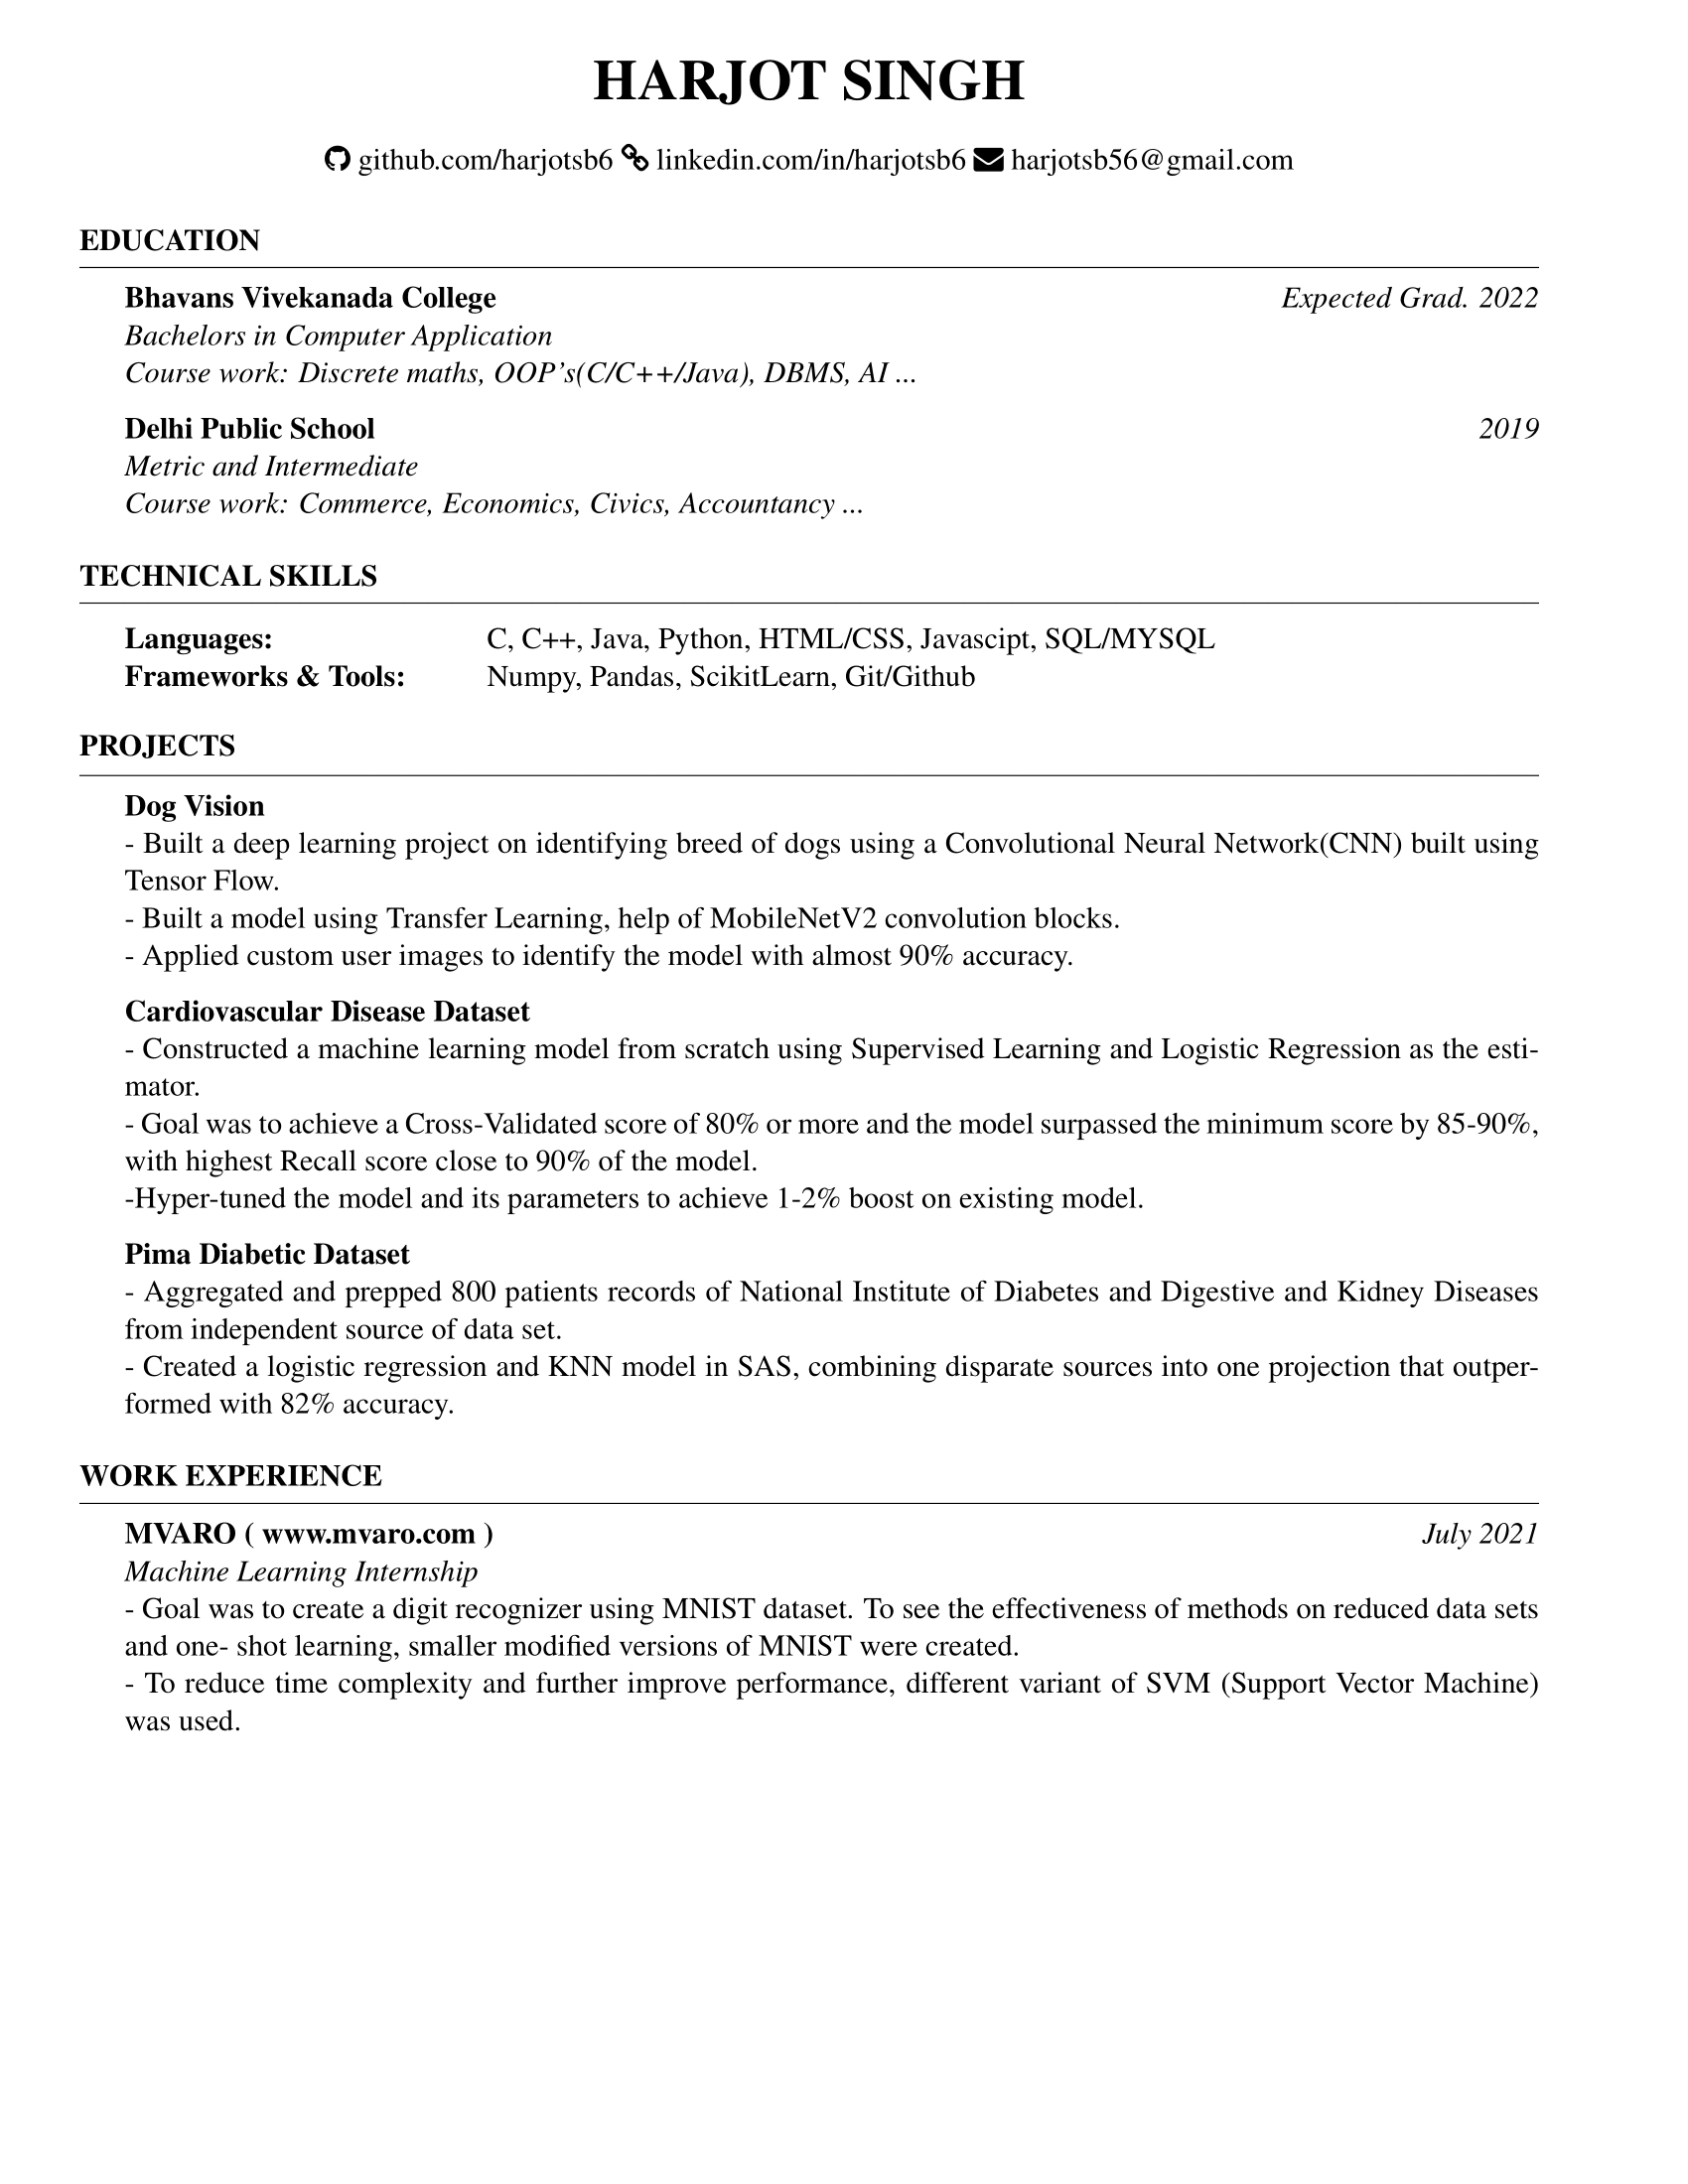 HARJOT SINGH
github.com/harjotsb6 linkedin.com/in/harjotsb6 harjotsb56@gmail.com
EDUCATION
Bhavans Vivekanada College Expected Grad. 2022
Bachelors in Computer Application
Course work: Discrete maths, OOP's(C/C++/Java), DBMS, AI ...
Delhi Public School 2019
Metric and Intermediate
Course work: Commerce, Economics, Civics, Accountancy ...
TECHNICAL SKILLS
Languages: C, C++, Java, Python, HTML/CSS, Javascipt, SQL/MYSQL
Frameworks & Tools: Numpy, Pandas, ScikitLearn, Git/Github
PROJECTS
Dog Vision
- Built a deep learning project on identifying breed of dogs using a Convolutional Neural Network(CNN) built using
Tensor Flow.
- Built a model using Transfer Learning, help of MobileNetV2 convolution blocks.
- Applied custom user images to identify the model with almost 90% accuracy.
Cardiovascular Disease Dataset
- Constructed a machine learning model from scratch using Supervised Learning and Logistic Regression as the esti-
mator.
- Goal was to achieve a Cross-Validated score of 80% or more and the model surpassed the minimum score by 85-90%,
with highest Recall score close to 90% of the model.
-Hyper-tuned the model and its parameters to achieve 1-2% boost on existing model.
Pima Diabetic Dataset
- Aggregated and prepped 800 patients records of National Institute of Diabetes and Digestive and Kidney Diseases
from independent source of data set.
- Created a logistic regression and KNN model in SAS, combining disparate sources into one projection that outper-
formed with 82% accuracy.
WORK EXPERIENCE
MVARO ( www.mvaro.com ) July 2021
Machine Learning Internship
- Goal was to create a digit recognizer using MNIST dataset. To see the effectiveness of methods on reduced data sets
and one- shot learning, smaller modified versions of MNIST were created.
- To reduce time complexity and further improve performance, different variant of SVM (Support Vector Machine)
was used.